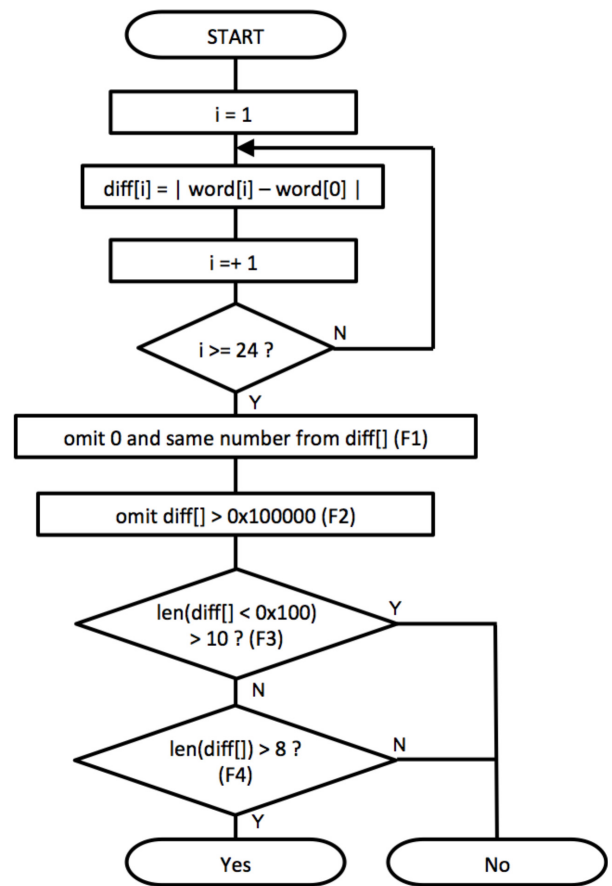 START
i = 1
diff[i] = | word[i] – word[0] |
i =+ 1
i >= 24 ?
N
Y
omit 0 and same number from diff[] (F1)
omit diff[] > 0x100000 (F2)
len(diff[] < 0x100)
> 10 ? (F3)
Y
N
len(diff[]) > 8 ?
(F4)
N
Y
Yes
No